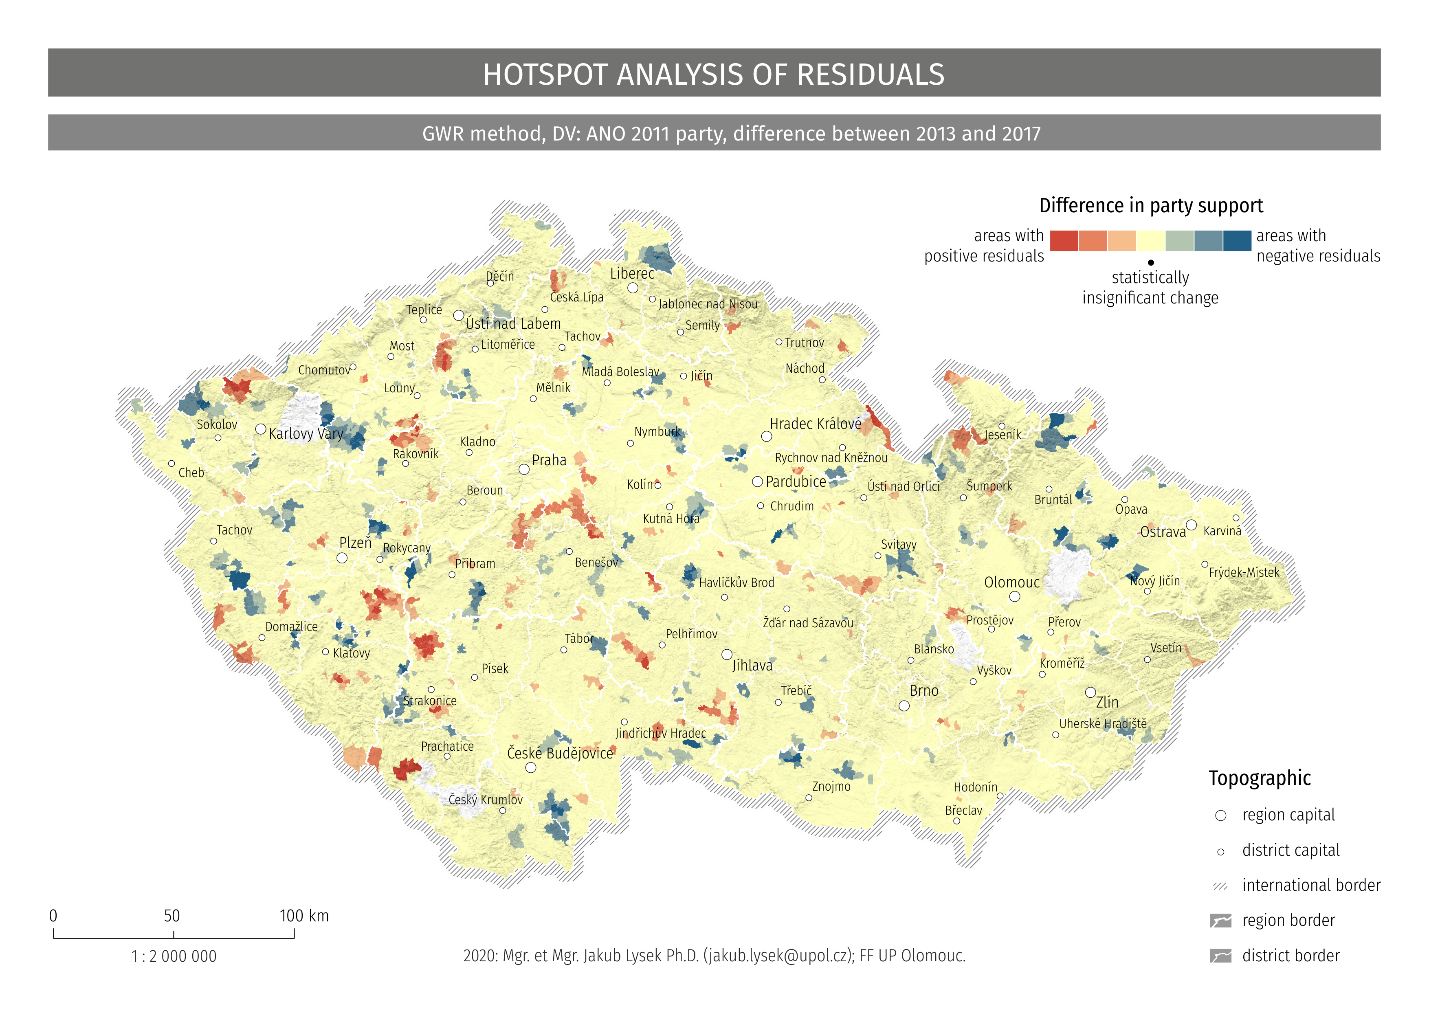 HOTSPOT ANALYSIS OF RESIDUALS
GWR method, DV: ANO 2011 party, difference between 2013 and 2017
Difference in party support
areas with
positive residuals
areas with
negative residuals
statistically
insignificant change
Děčín
Liberec
Česká Lípa
Jablonec nad Nisou
Teplice
Ústí nad Labem
Semily
Most
Litoměřice
Tachov
Trutnov
Chomutov
Mladá Boleslav
Jičín
Náchod
Louny
Mělník
Sokolov
Karlovy Vary
Nymburk
Hradec Králové
Jeseník
Kladno
Rakovník
Praha
Rychnov nad Kněžnou
Cheb
Beroun
Kolín
Pardubice
Ústí nad Orlicí
Šumperk
Bruntál
Kutná Hora
Chrudim
Opava
Tachov
Ostrava
Karviná
Plzeň
Rokycany
Svitavy
Příbram
Benešov
Frýdek-Místek
Havlíčkův Brod
Olomouc
Nový Jičín
Domažlice
Žďár nad Sázavou
Prostějov
Přerov
Tábor
Pelhřimov
Klatovy
Blansko
Vsetín
Jihlava
Písek
Vyškov
Kroměříž
Třebíč
Brno
Strakonice
Zlín
Jindřichův Hradec
Uherské Hradiště
Prachatice
České Budějovice
Znojmo
Hodonín
Český Krumlov
Břeclav
Topographic
region capital
district capital
international border
region border
district border
0 50 100 km
1 : 2 000 000
2020: Mgr. et Mgr. Jakub Lysek Ph.D. (jakub.lysek@upol.cz); FF UP Olomouc.